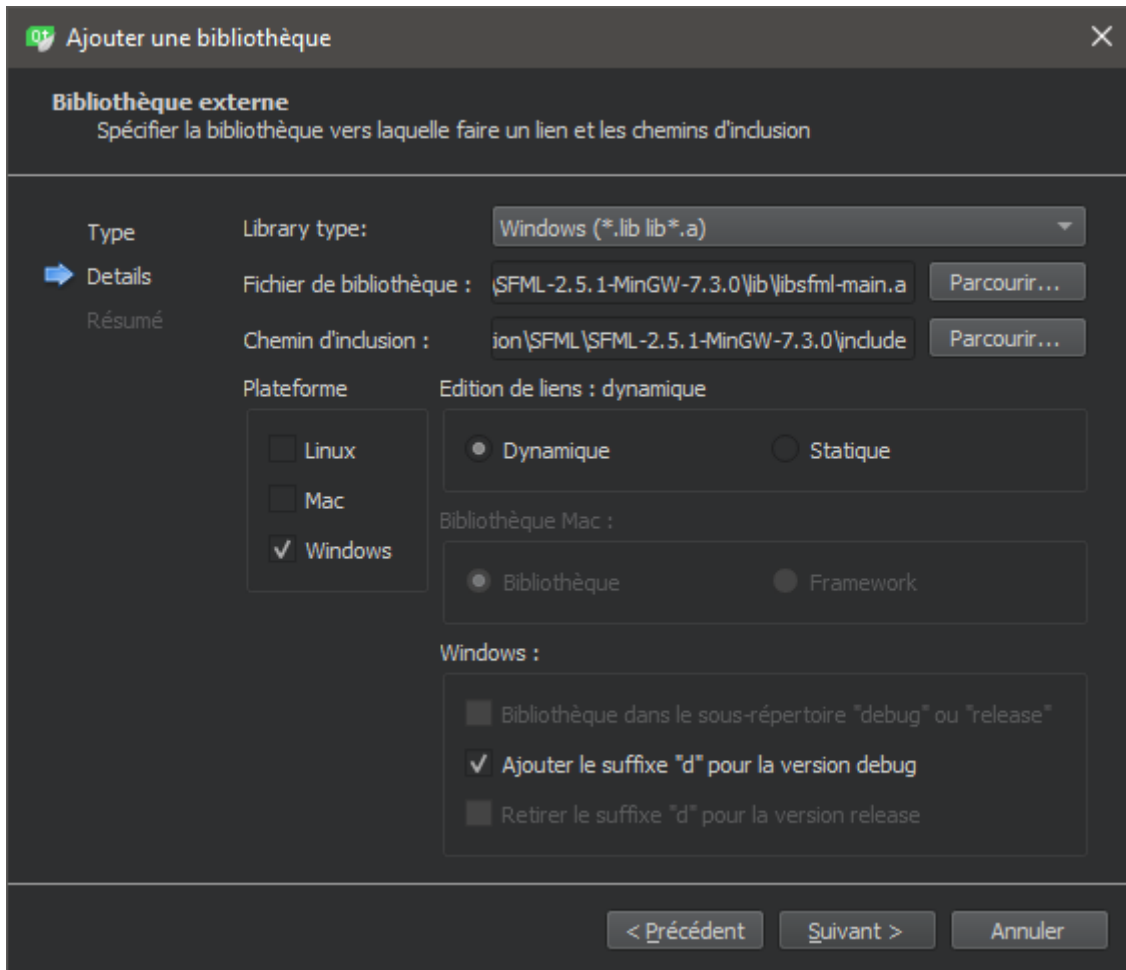 Ajouter une bibliothèque
Bibliothèque externe
Spécifier la bibliothèque vers laquelle faire un lien et les chemins d'inclusion
Type
Details
Résumé
Library type:
Windows (*.lib lib*.a)
Fichier de bibliothèque :
\SFML-2.5.1-MinGW-7.3.0\lib\libsfml-main.a
Parcourir...
Chemin d'inclusion :
ion\SFML\SFML-2.5.1-MinGW-7.3.0\include
Parcourir...
Plateforme
Linux
Mac
Windows
Edition de liens : dynamique
Dynamique
Statique
Bibliothèque Mac :
Bibliothèque
Framework
Windows :
Bibliothèque dans le sous-répertoire "debug" ou "release"
Ajouter le suffixe "d" pour la version debug
Retirer le suffixe "d" pour la version release
< Précédent
Suivant >
Annuler